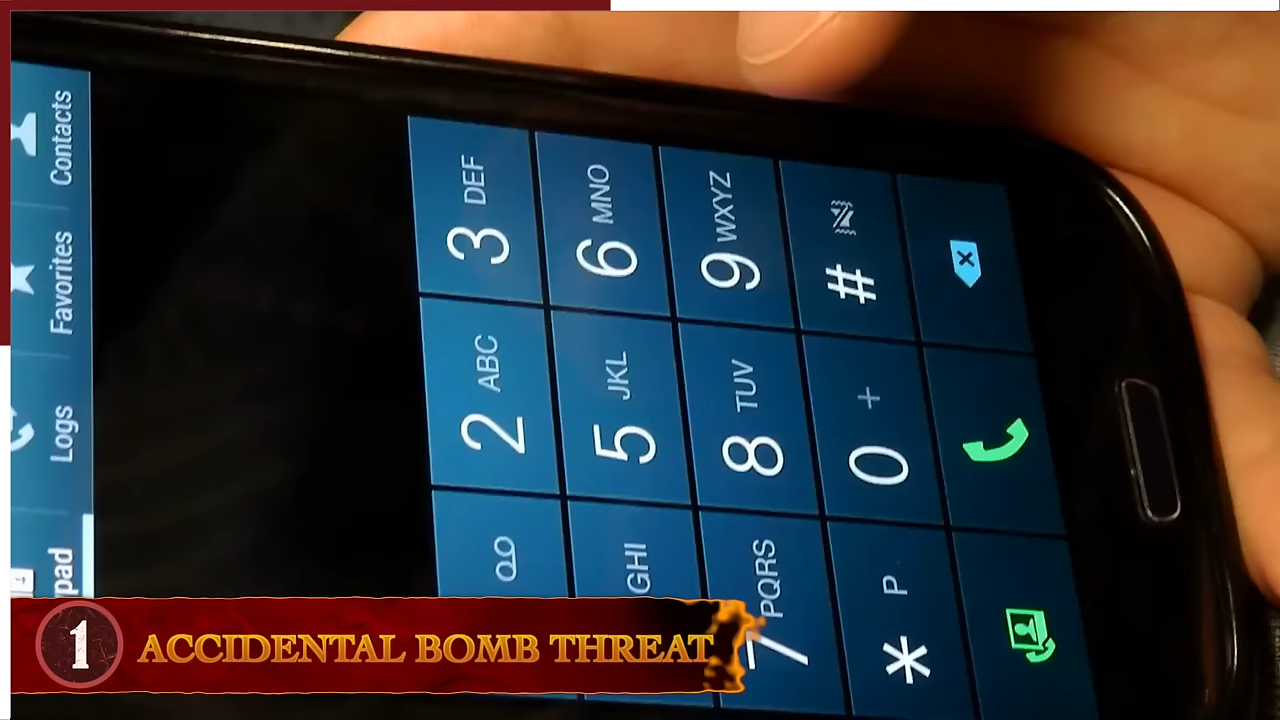 Contacts
Favorites
Logs
pad
3 DEF
6 MNO
9 WXYZ
#
2 ABC
5 JKL
8 TUV
0 +
GHI
7 PQRS
* P
1 ACCIDENTAL BOMB THREAT